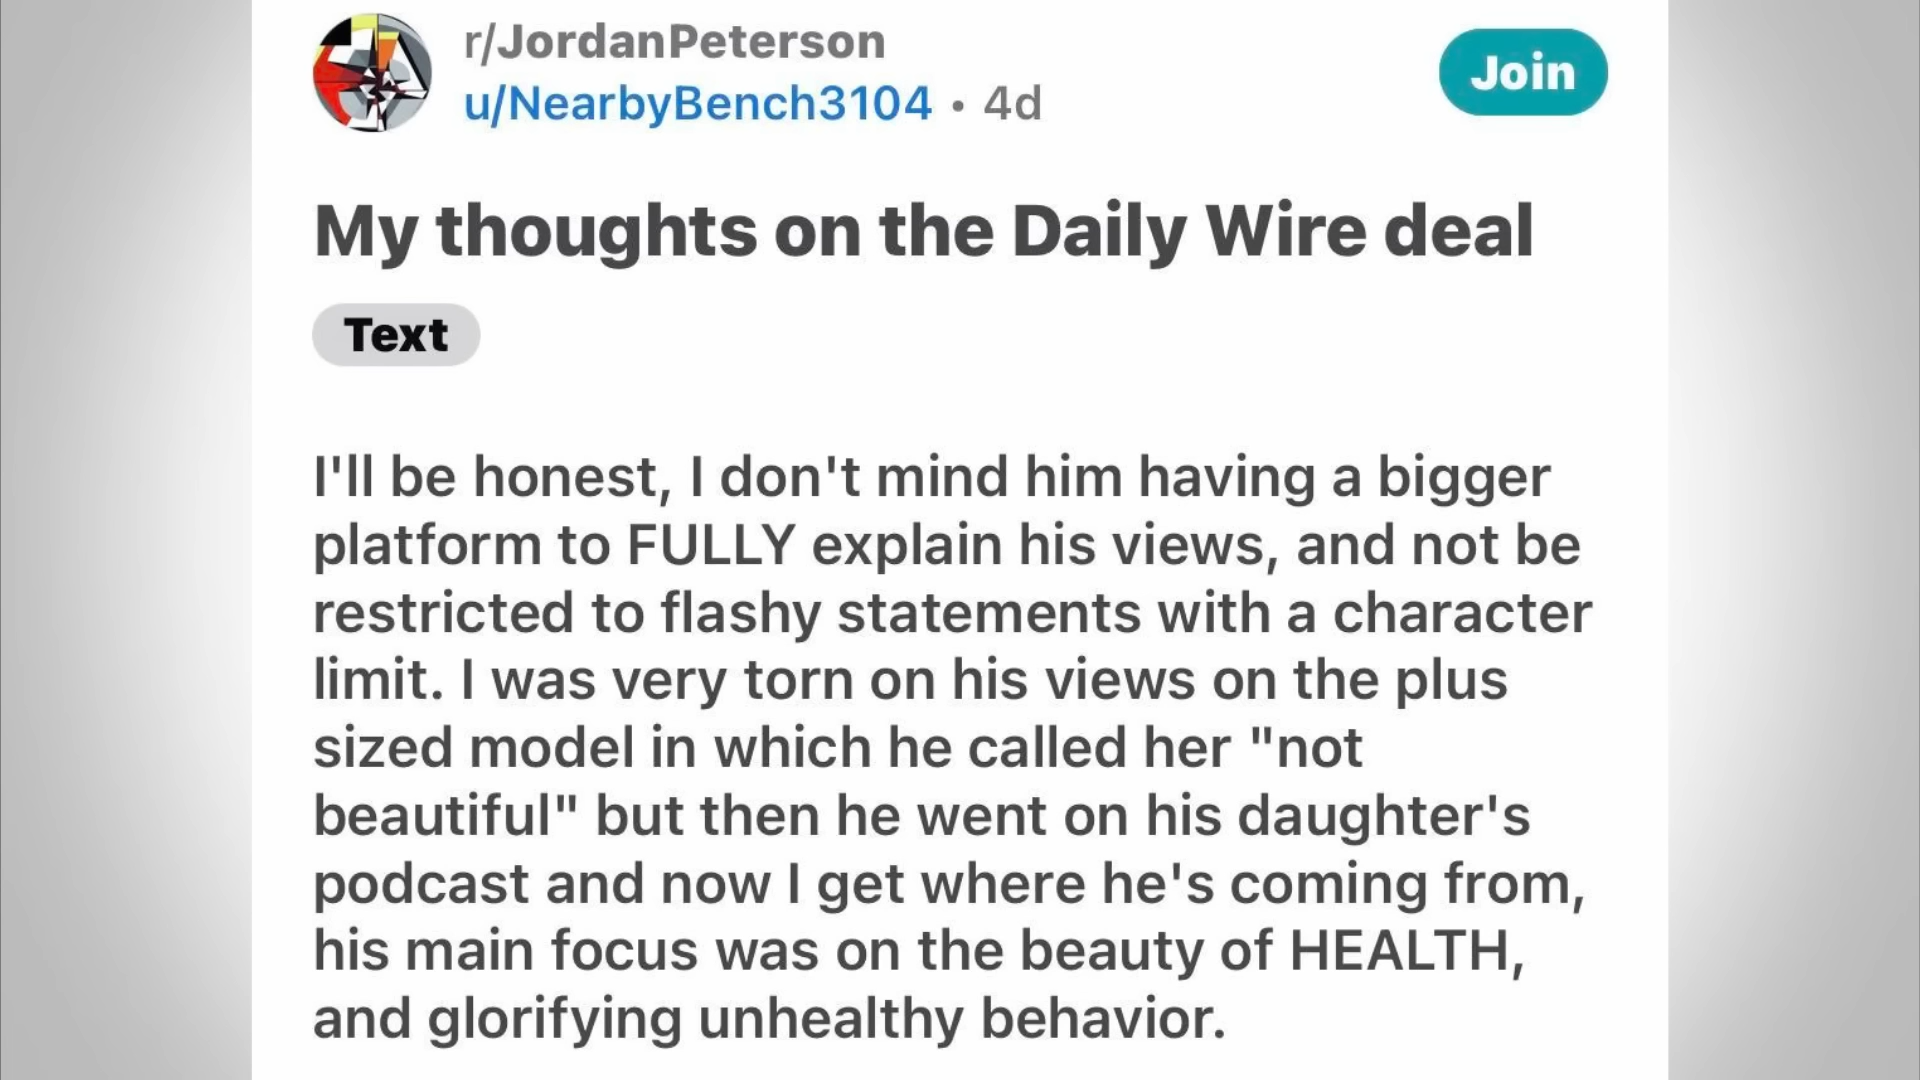 r/JordanPeterson
u/NearbyBench3104 • 4d
Join
My thoughts on the Daily Wire deal
Text
I'll be honest, I don't mind him having a bigger
platform to FULLY explain his views, and not be
restricted to flashy statements with a character
limit. I was very torn on his views on the plus
sized model in which he called her "not
beautiful" but then he went on his daughter's
podcast and now I get where he's coming from,
his main focus was on the beauty of HEALTH,
and glorifying unhealthy behavior.